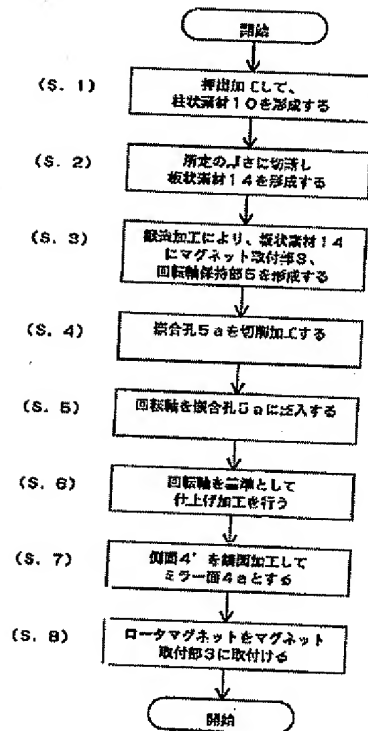 開始
(S. 1)
押出加工して、
柱状素材10を形成する
(S. 2)
所定の厚さに切断し
板状素材14を形成する
(S. 3)
鍛造加工により、板状素材14
にマグネット取付部3、
回転軸保持部5を形成する
(S. 4)
嵌合孔5aを切削加工する
(S. 5)
回転軸を嵌合孔5aに圧入する
(S. 6)
回転軸を基準として
仕上げ加工を行う
(S. 7)
側面4'を鏡面加工して
ミラー面4aとする
(S. 8)
ロータマグネットをマグネット
取付部3に取付ける
開始